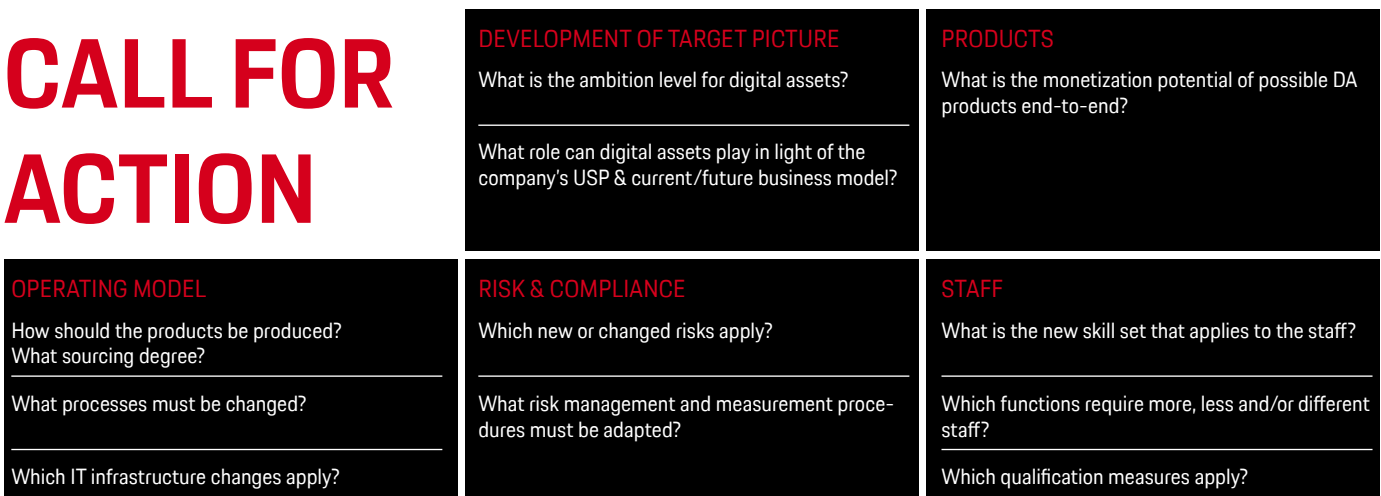 CALL FOR
ACTION
DEVELOPMENT OF TARGET PICTURE
What is the ambition level for digital assets?
What role can digital assets play in light of the
company's USP & current/future business model?
PRODUCTS
What is the monetization potential of possible DA
products end-to-end?
OPERATING MODEL
How should the products be produced?
What sourcing degree?
What processes must be changed?
Which IT infrastructure changes apply?
RISK & COMPLIANCE
Which new or changed risks apply?
What risk management and measurement proce-
dures must be adapted?
STAFF
What is the new skill set that applies to the staff?
Which functions require more, less and/or different
staff?
Which qualification measures apply?